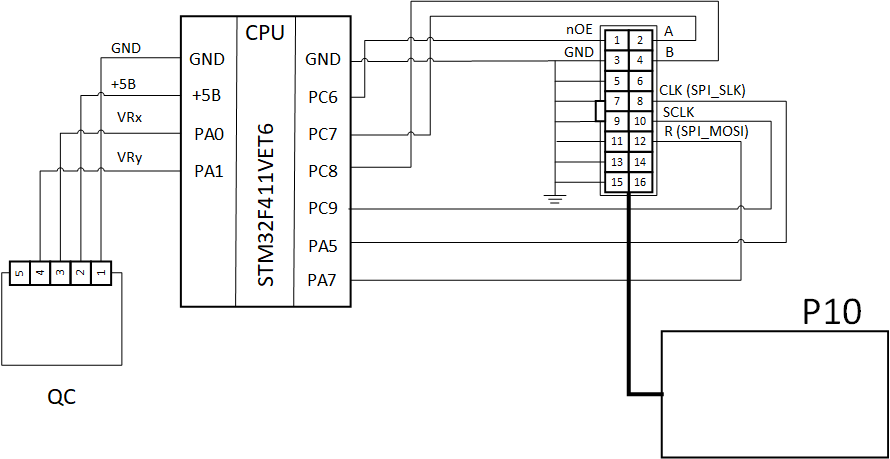 CPU
STM32F411VET6
GND
+5B
VRx
VRy
GND
+5B
PA0
PA1
GND
PC6
PC7
PC8
PC9
PA5
PA7
nOE
GND
A
B
CLK (SPI_SLK)
SCLK
R (SPI_MOSI)
1 2
3 4
5 6
7 8
9 10
11 12
13 14
15 16
5 4 3 2 1
QC
P10